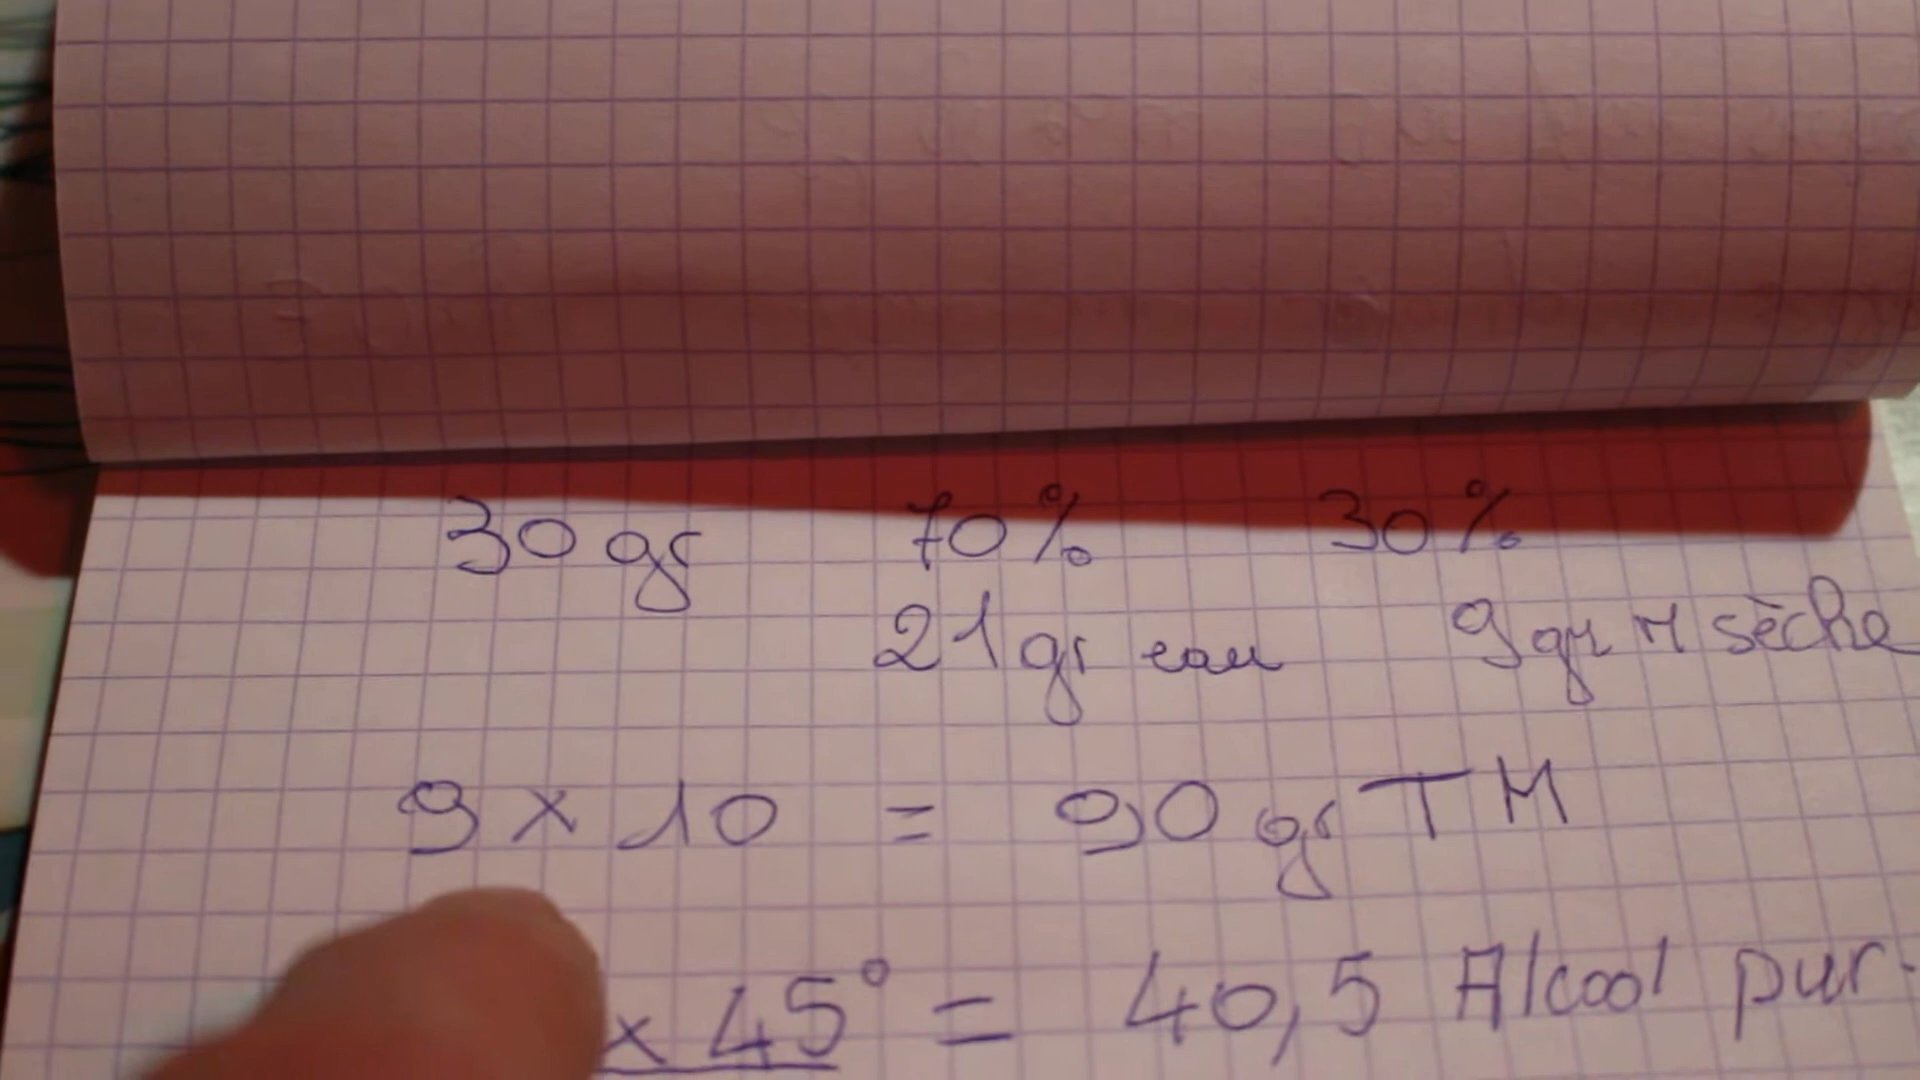 30 gr 70% 30%
21 gr eau 9 gr M sèche
9 x 10 = 90 gr TM
x 45° = 40,5 Alcool pur.